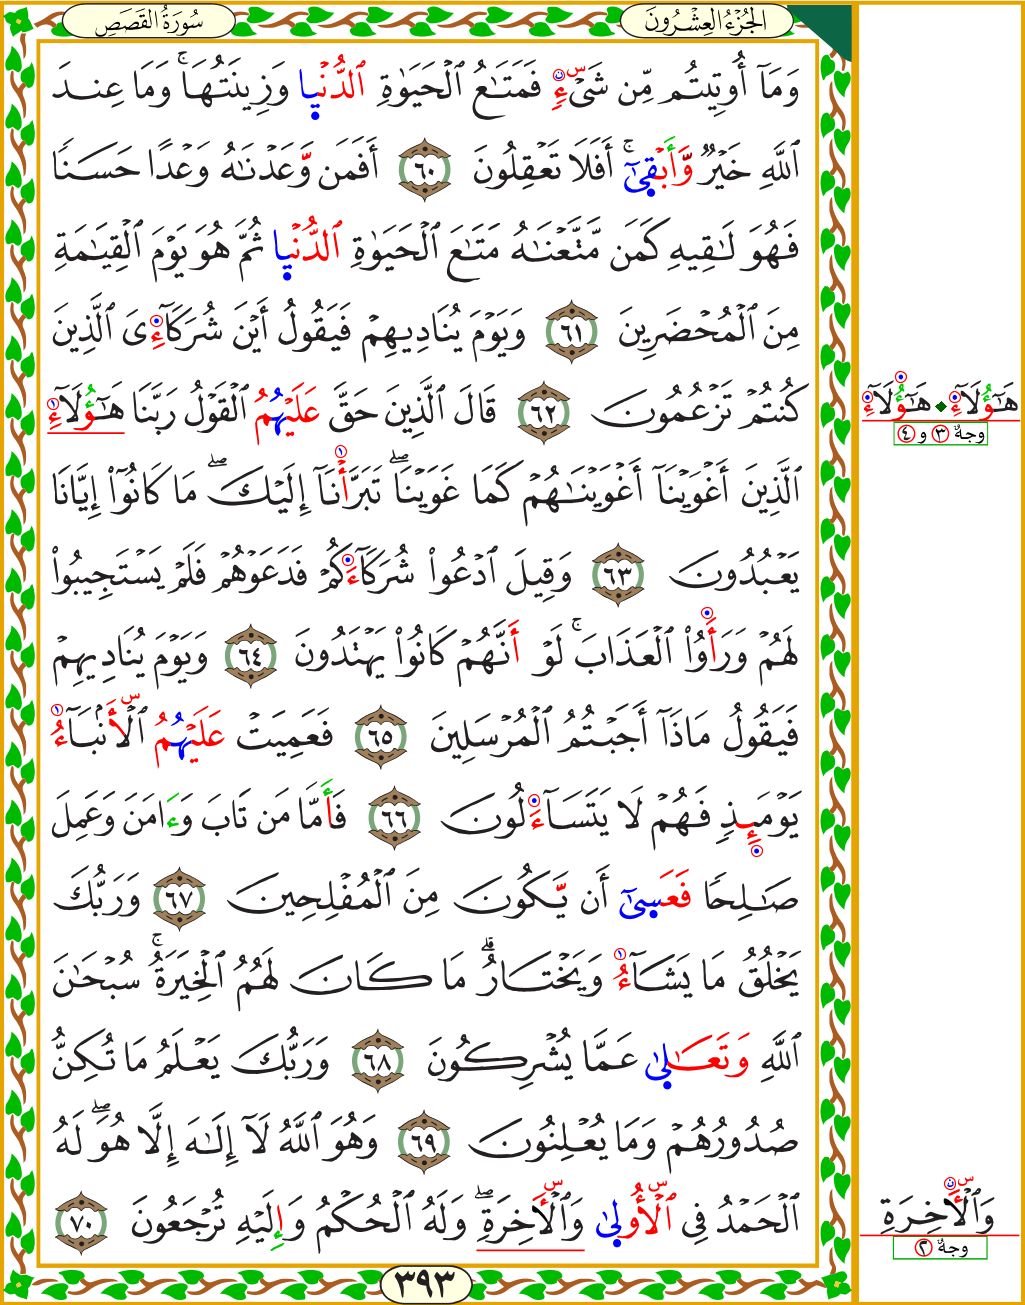 سُورَةُ القَصَصِ
الجُزْءُ العِشْرُونَ
وَمَآ أُوتِيتُم مِّن شَىْءٍ فَمَتَـٰعُ ٱلْحَيَوٰةِ ٱلدُّنْيٜا وَزِينَتُهَا ۚ وَمَا عِندَ
ٱللَّهِ خَيْرٌ وَأَبْقٜىٰٓ ۚ أَفَلَا تَعْقِلُونَ ٦٠ أَفَمَن وَعَدْنَـٰهُ وَعْدًا حَسَنًا
فَهُوَ لَـٰقِيهِ كَمَن مَّتَّعْنَـٰهُ مَتَـٰعَ ٱلْحَيَوٰةِ ٱلدُّنْيٜا ثُمَّ هُوَ يَوْمَ ٱلْقِيَـٰمَةِ
مِنَ ٱلْمُحْضَرِينَ ٦١ وَيَوْمَ يُنَادِيهِمْ فَيَقُولُ أَيْنَ شُرَكَآءِىَ ٱلَّذِينَ
كُنتُمْ تَزْعُمُونَ ٦٢ قَالَ ٱلَّذِينَ حَقَّ عَلَيْهُمُ ٱلْقَوْلُ رَبَّنَا هَـٰٓؤُلَآءِ
ٱلَّذِينَ أَغْوَيْنَآ أَغْوَيْنَـٰهُمْ كَمَا غَوَيْنَا ۖ تَبَرَّأْنَآ إِلَيْكَ ۖ مَا كَانُوٓا۟ إِيَّانَا
يَعْبُدُونَ ٦٣ وَقِيلَ ٱدْعُوا۟ شُرَكَآءَكُمْ فَدَعَوْهُمْ فَلَمْ يَسْتَجِيبُوا۟
لَهُمْ وَرَأَوُا۟ ٱلْعَذَابَ ۚ لَوْ أَنَّهُمْ كَانُوا۟ يَهْتَدُونَ ٦٤ وَيَوْمَ يُنَادِيهِمْ
فَيَقُولُ مَاذَآ أَجَبْتُمُ ٱلْمُرْسَلِينَ ٦٥ فَعَمِيَتْ عَلَيْهُمُ ٱلْأَنۢبَآءُ
يَوْمَئِذٍ فَهُمْ لَا يَتَسَآءَلُونَ ٦٦ فَأَمَّا مَن تَابَ وَءَامَنَ وَعَمِلَ
صَـٰلِحًا فَعَسٜىٰٓ أَن يَكُونَ مِنَ ٱلْمُفْلِحِينَ ٦٧ وَرَبُّكَ
يَخْلُقُ مَا يَشَآءُ وَيَخْتَارُ ۗ مَا كَانَ لَهُمُ ٱلْخِيَرَةُ ۚ سُبْحَـٰنَ
ٱللَّهِ وَتَعَـٰلٜىٰ عَمَّا يُشْرِكُونَ ٦٨ وَرَبُّكَ يَعْلَمُ مَا تُكِنُّ
صُدُورُهُمْ وَمَا يُعْلِنُونَ ٦٩ وَهُوَ ٱللَّهُ لَآ إِلَـٰهَ إِلَّا هُوَ ۖ لَهُ
ٱلْحَمْدُ فِى ٱلْأُولٜىٰ وَٱلْأَخِرَةِ ۖ وَلَهُ ٱلْحُكْمُ وَإِلَيْهِ تُرْجَعُونَ ٧٠
هَـٰٓؤُلَآءِ ۰ هَـٰٓؤُلَآءِ
وجهٌ ٣ و ٤
وَٱلْأَخِرَةِ
وجهٌ ٢
٣٩٣